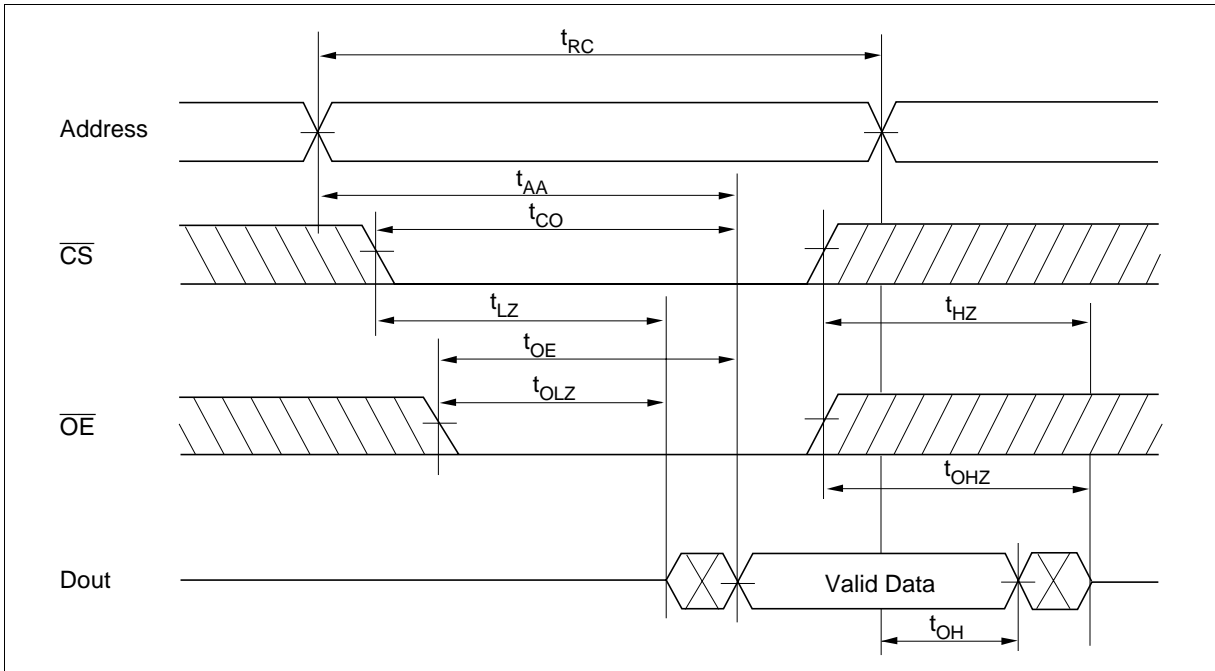 tRC
Address
tAA
tCO
CS
tLZ
tHZ
tOE
tOLZ
OE
tOHZ
Dout
Valid Data
tOH